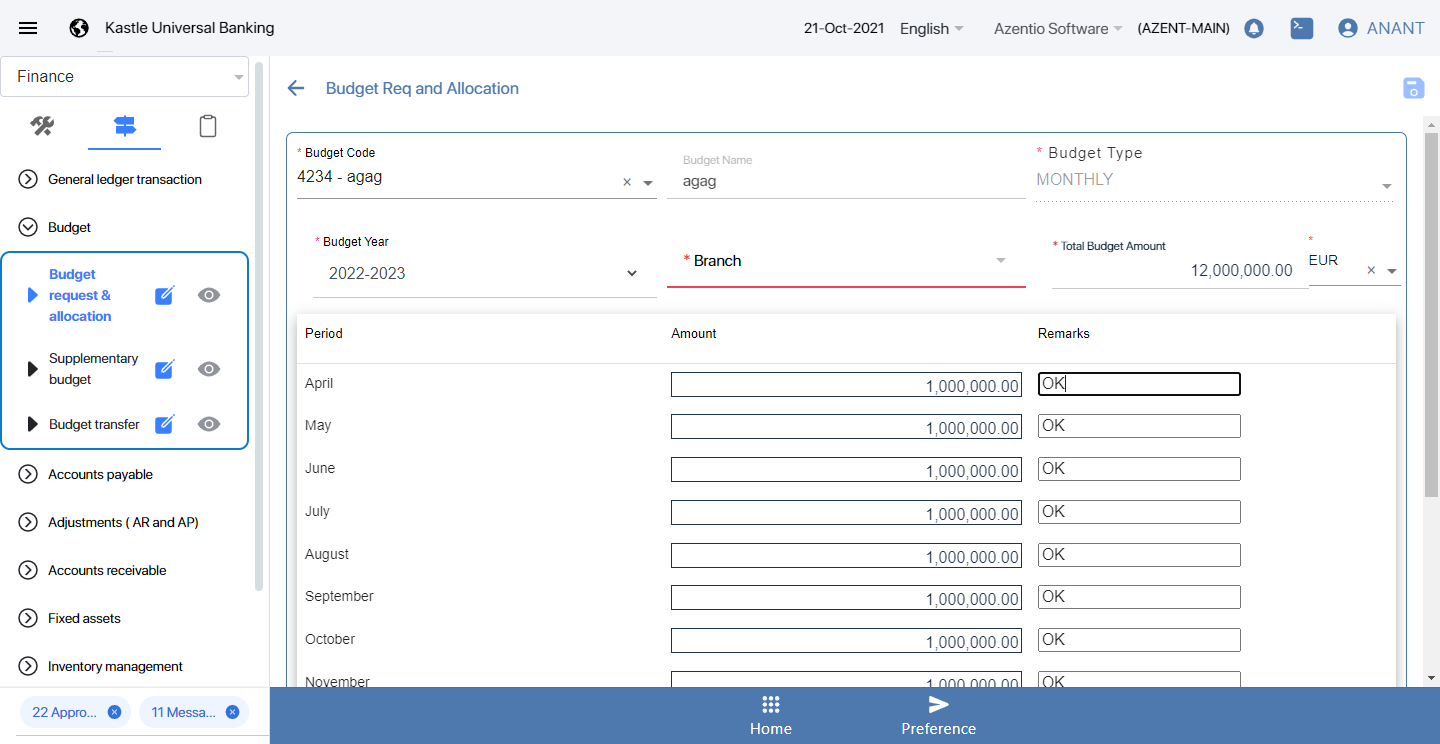 Kastle Universal Banking
21-Oct-2021 English Azentio Software (AZENT-MAIN) ANANT
Finance
General ledger transaction
Budget
Budget
request &
allocation
Supplementary
budget
Budget transfer
Accounts payable
Adjustments ( AR and AP)
Accounts receivable
Fixed assets
Inventory management
22 Appro...
11 Messa...
Budget Req and Allocation
* Budget Code
4234 - agag
Budget Name
agag
* Budget Type
MONTHLY
* Budget Year
2022-2023
* Branch
* Total Budget Amount
12,000,000.00
*
EUR
Period Amount Remarks
April 1,000,000.00 OK
May 1,000,000.00 OK
June 1,000,000.00 OK
July 1,000,000.00 OK
August 1,000,000.00 OK
September 1,000,000.00 OK
October 1,000,000.00 OK
November 1,000,000.00 OK
Home
Preference